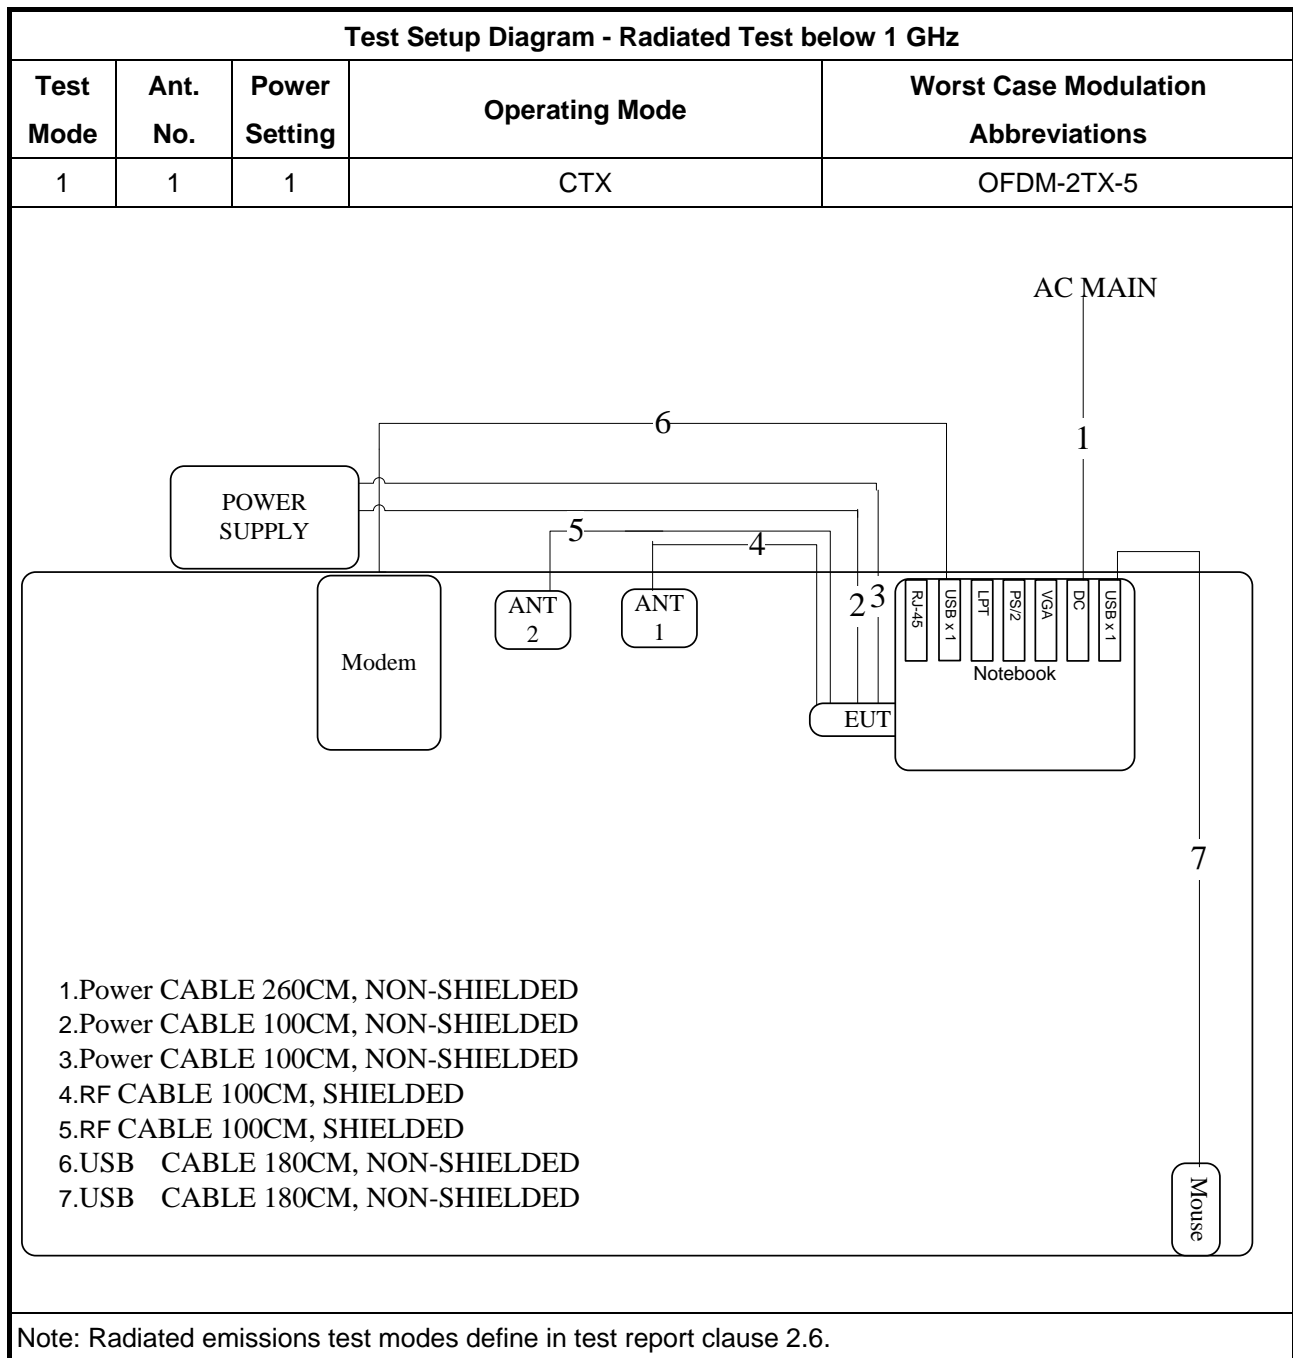 Test Setup Diagram - Radiated Test below 1 GHz
Test Mode
Ant. No.
Power Setting
Operating Mode
Worst Case Modulation Abbreviations
1 1 1 CTX OFDM-2TX-5
AC MAIN
6
1
POWER
SUPPLY
5
4
ANT
2
ANT
1
2
3
RJ-45
USB x 1
LPT
PS/2
VGA
DC
USB x 1
Notebook
Modem
EUT
7
1.Power CABLE 260CM, NON-SHIELDED
2.Power CABLE 100CM, NON-SHIELDED
3.Power CABLE 100CM, NON-SHIELDED
4.RF CABLE 100CM, SHIELDED
5.RF CABLE 100CM, SHIELDED
6.USB CABLE 180CM, NON-SHIELDED
7.USB CABLE 180CM, NON-SHIELDED
Mouse
Note: Radiated emissions test modes define in test report clause 2.6.